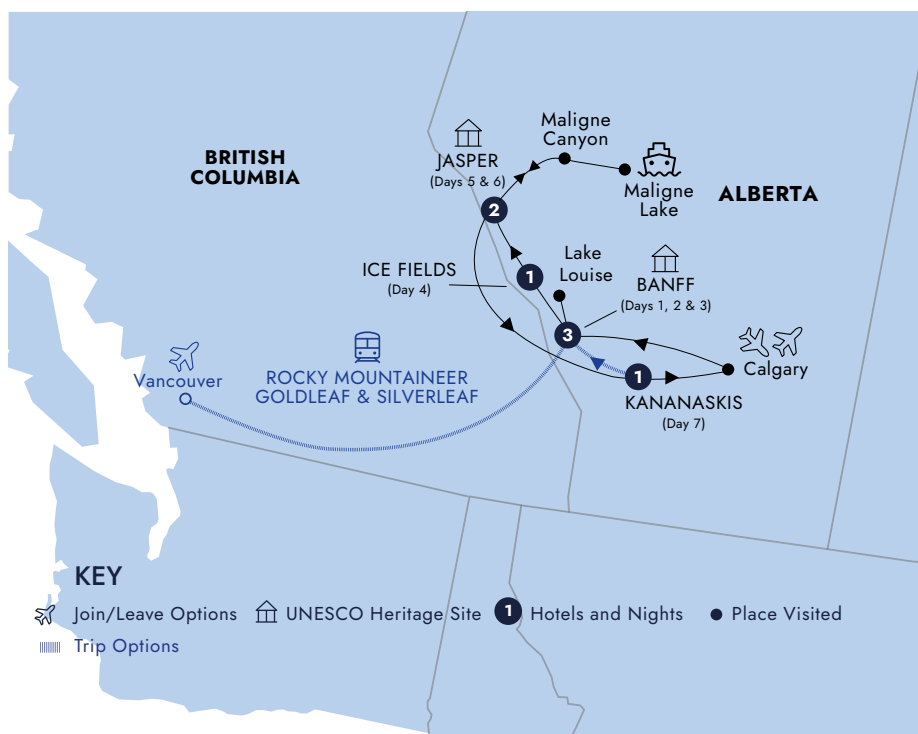 BRITISH
COLUMBIA
Maligne
Canyon
JASPER
(Days 5 & 6)
Maligne
Lake
ALBERTA
2
ICE FIELDS
(Day 4)
1
Lake
Louise
BANFF
(Days 1, 2 & 3)
3
Vancouver
ROCKY MOUNTAINEER
GOLDLEAF & SILVERLEAF
Calgary
1
KANANASKIS
(Day 7)
KEY
Join/Leave Options
UNESCO Heritage Site
1
Hotels and Nights
Place Visited
Trip Options